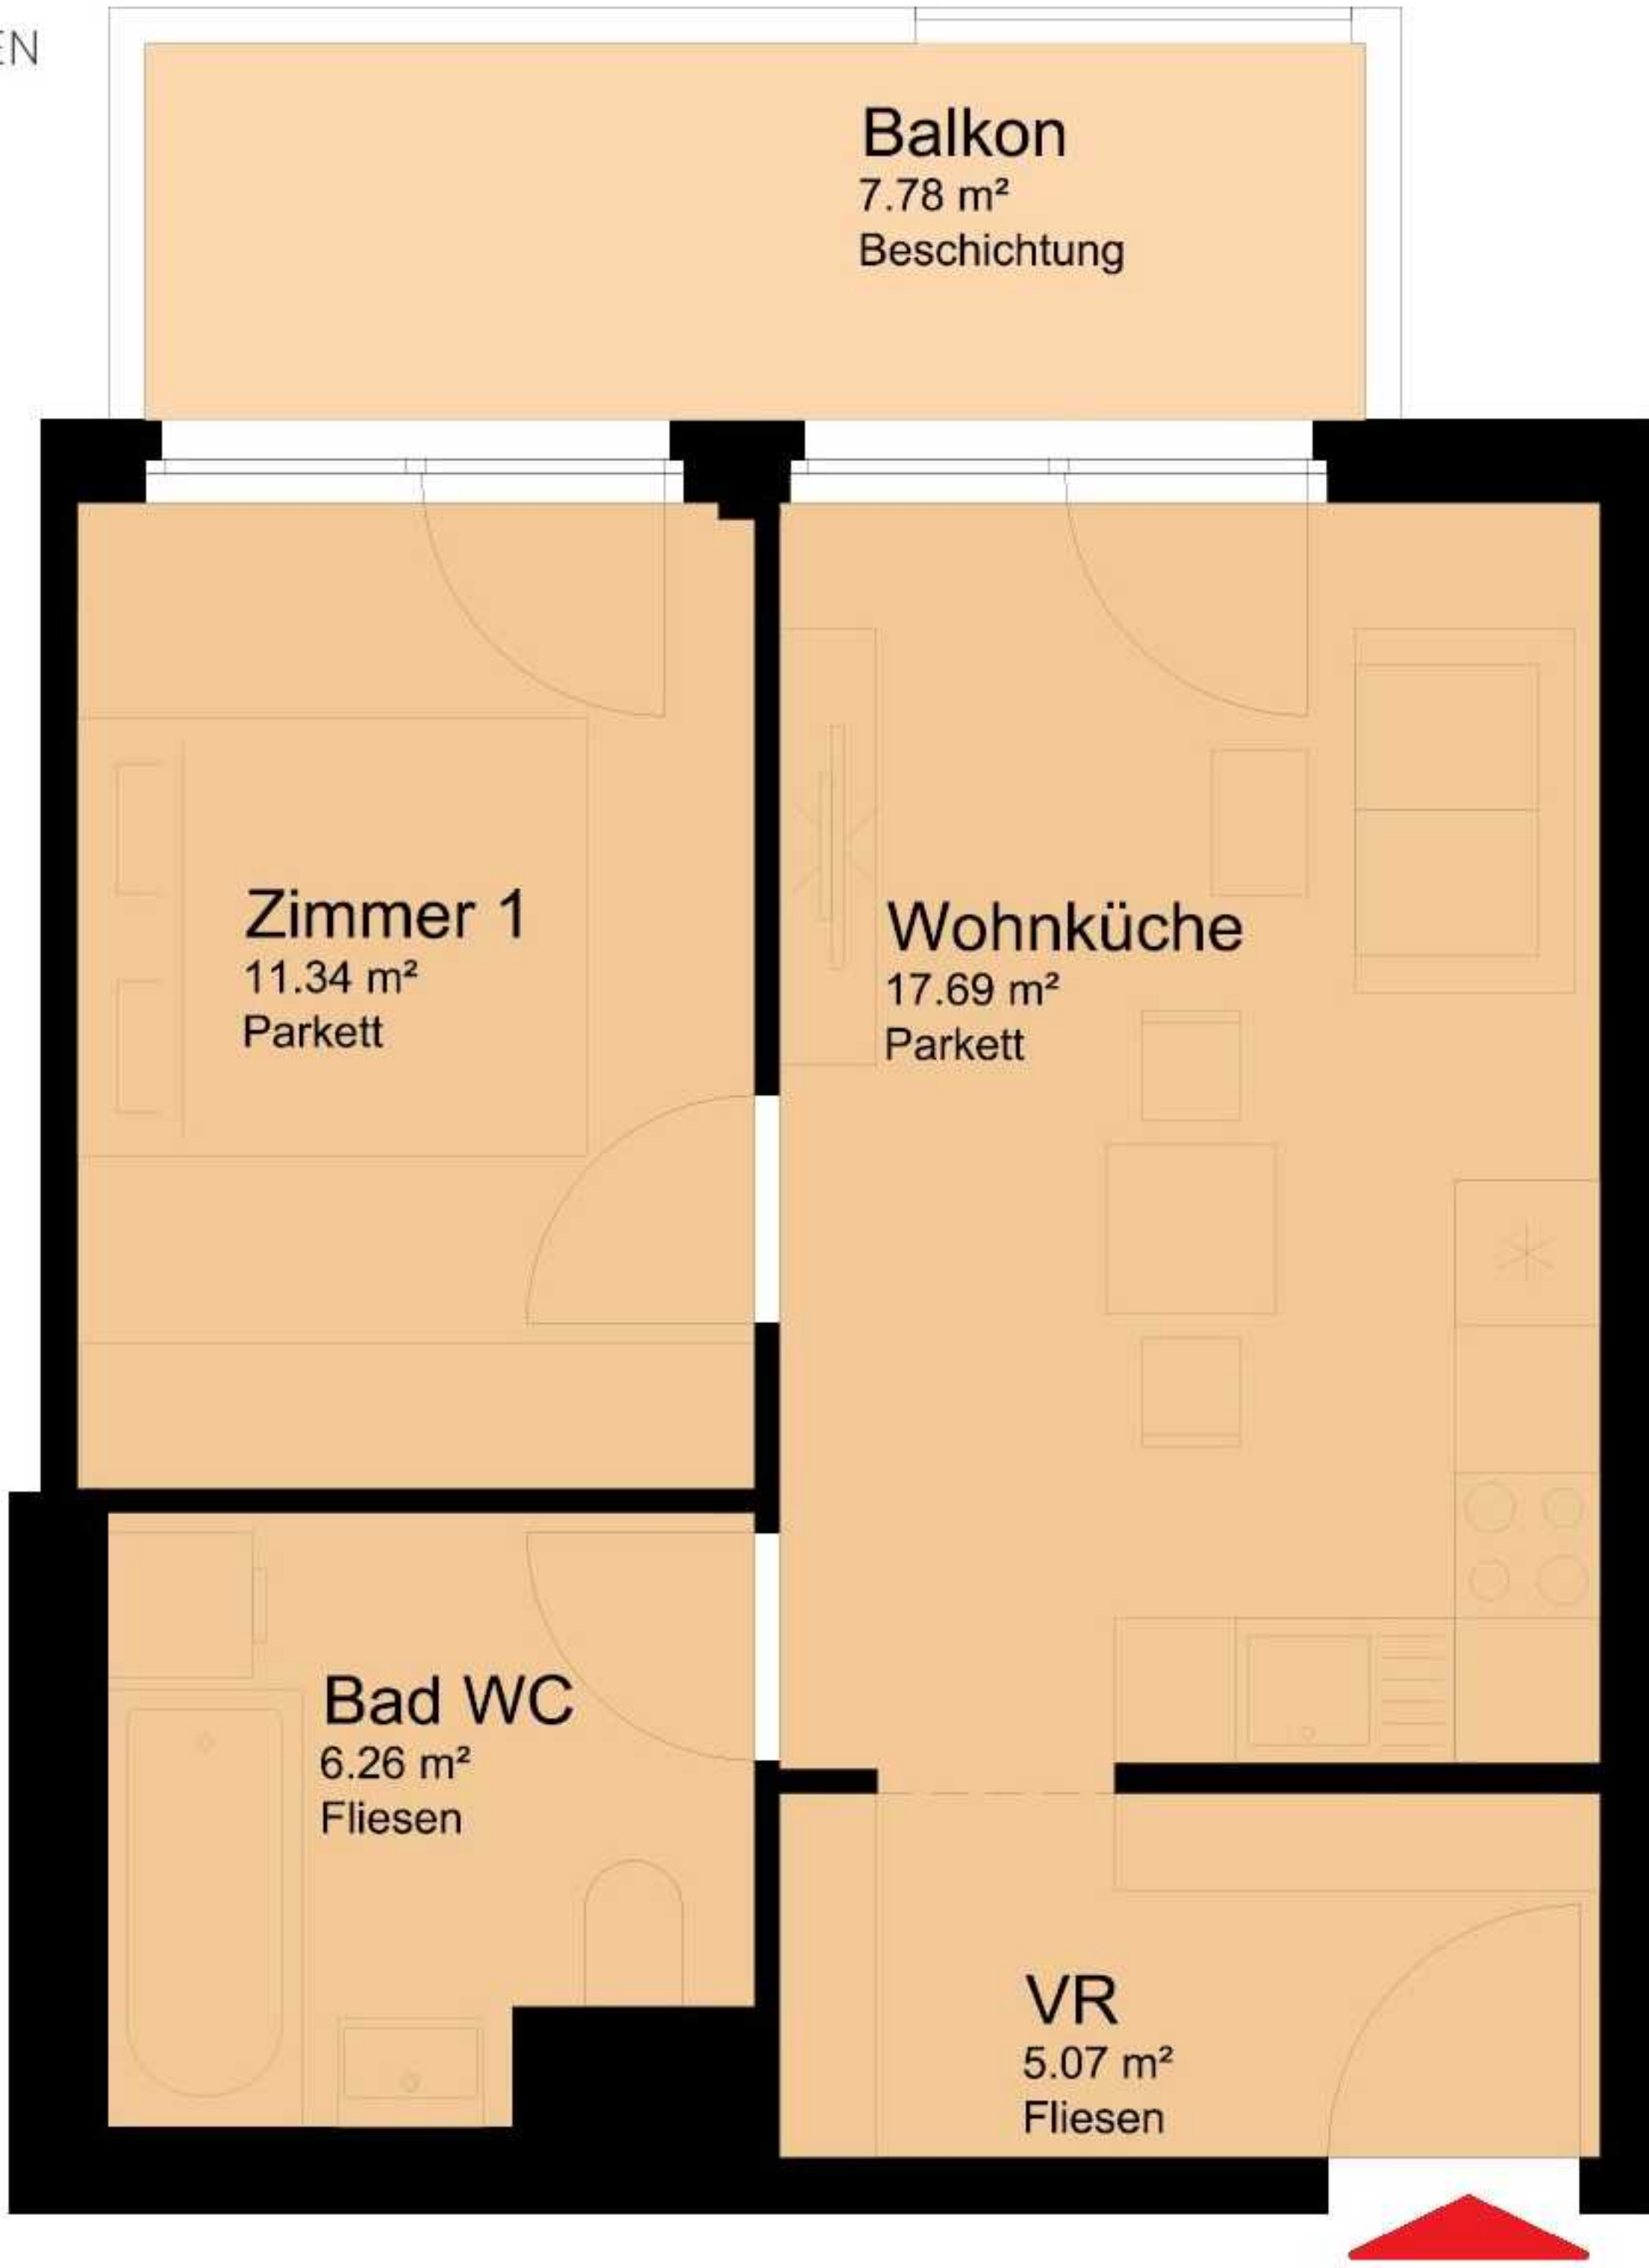 EN
Balkon
7.78 m²
Beschichtung
Zimmer 1
11.34 m²
Parkett
Wohnküche
17.69 m²
Parkett
Bad WC
6.26 m²
Fliesen
VR
5.07 m²
Fliesen